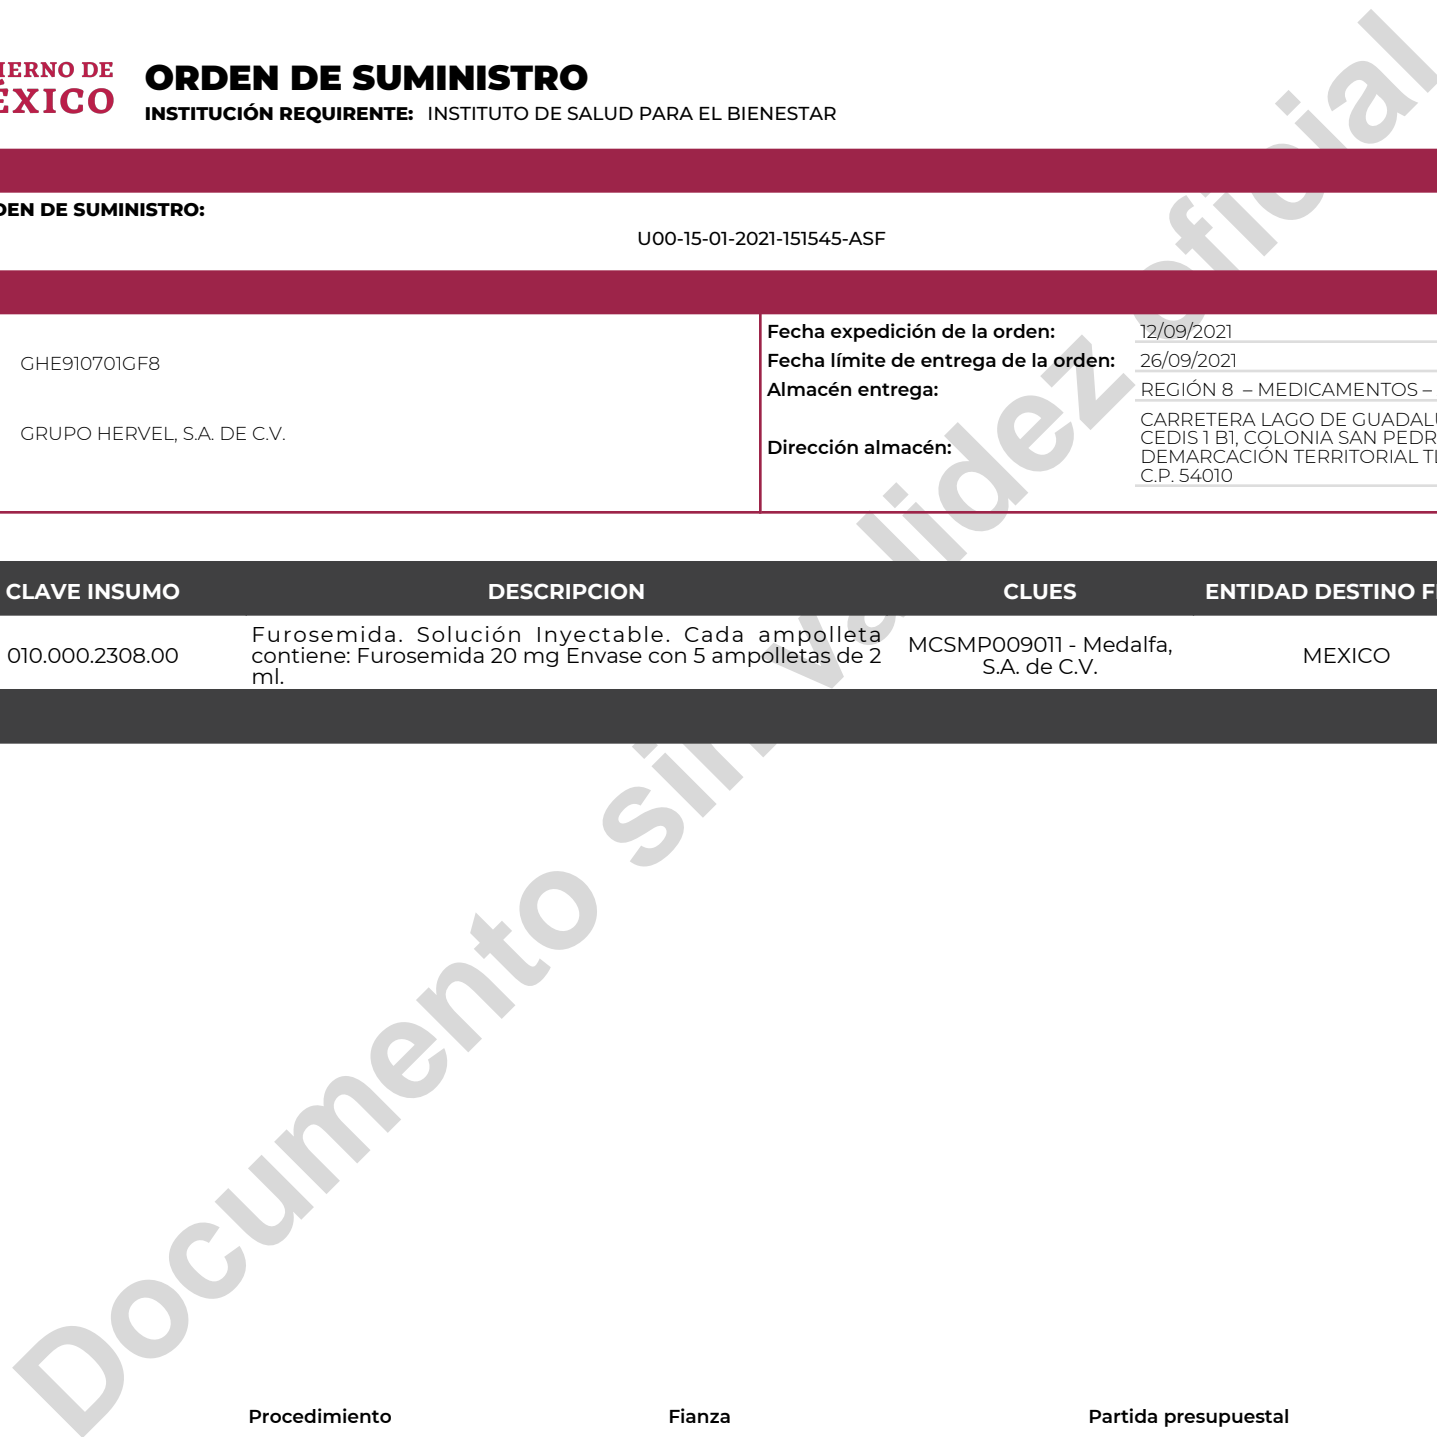 IERNO DE
ÉXICO
ORDEN DE SUMINISTRO
INSTITUCIÓN REQUIRENTE: INSTITUTO DE SALUD PARA EL BIENESTAR
DEN DE SUMINISTRO:
U00-15-01-2021-151545-ASF
GHE910701GF8
GRUPO HERVEL, S.A. DE C.V.
Fecha expedición de la orden: 12/09/2021
Fecha límite de entrega de la orden: 26/09/2021
Almacén entrega: REGIÓN 8 – MEDICAMENTOS –
Dirección almacén:
CARRETERA LAGO DE GUADALU
CEDIS 1 B1, COLONIA SAN PEDR
DEMARCACIÓN TERRITORIAL TL
C.P. 54010
CLAVE INSUMO DESCRIPCION CLUES ENTIDAD DESTINO FI
010.000.2308.00
Furosemida. Solución Inyectable. Cada ampolleta
contiene: Furosemida 20 mg Envase con 5 ampolletas de 2
ml.
MCSMP009011 - Medalfa,
S.A. de C.V.
MEXICO
Procedimiento Fianza Partida presupuestal
Documento sin validez oficial